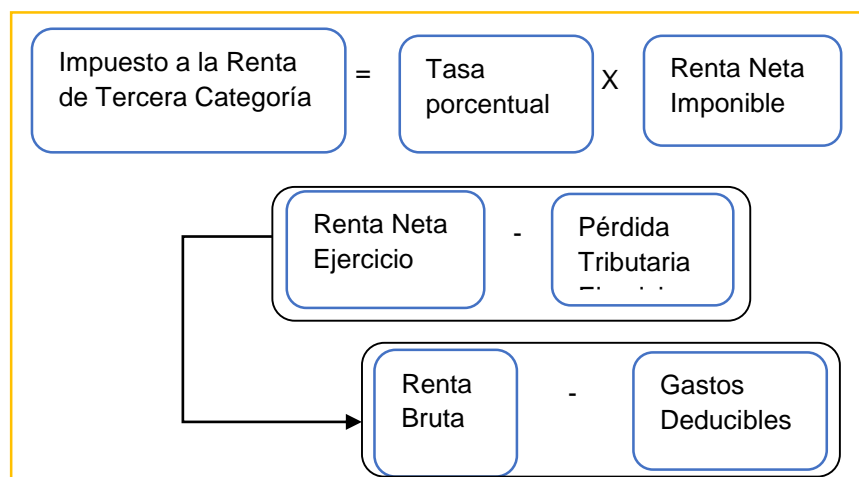 Impuesto a la Renta de Tercera Categoría = Tasa porcentual X Renta Neta Imponible
Renta Neta Ejercicio - Pérdida Tributaria
Renta Bruta - Gastos Deducibles